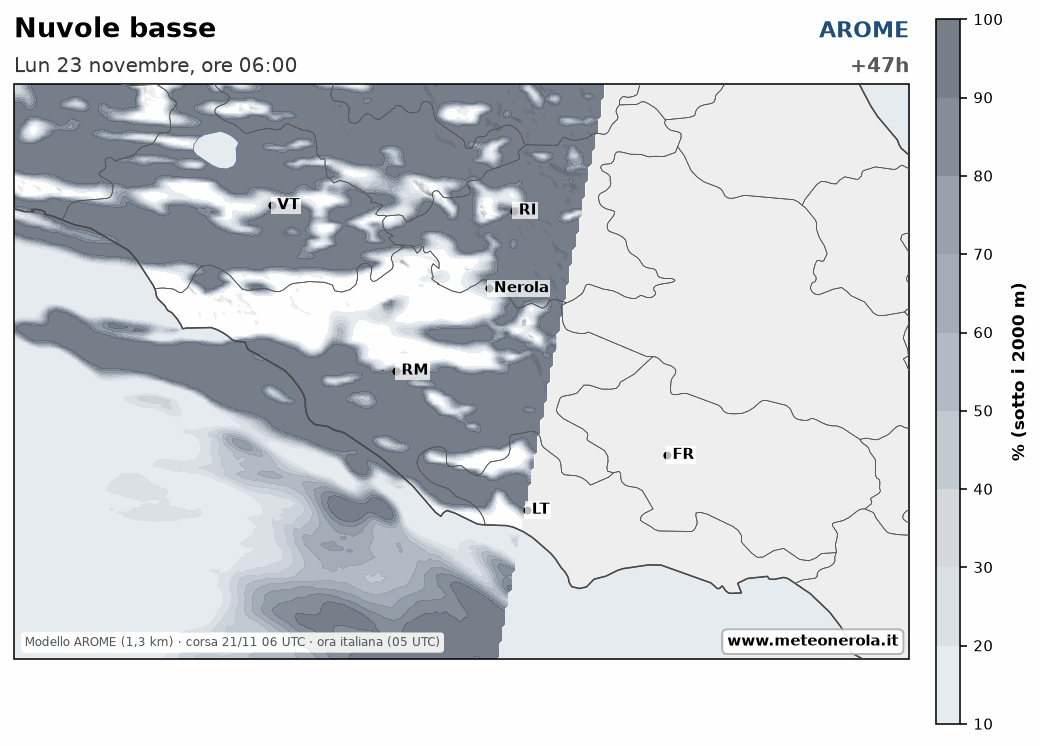 Nuvole basse
AROME
Lun 23 novembre, ore 06:00
+47h
VT
RI
Nerola
RM
FR
LT
Modello AROME (1,3 km) · corsa 21/11 06 UTC · ora italiana (05 UTC)
www.meteonerola.it
100
90
80
70
60
50
40
30
20
10
% (sotto i 2000 m)